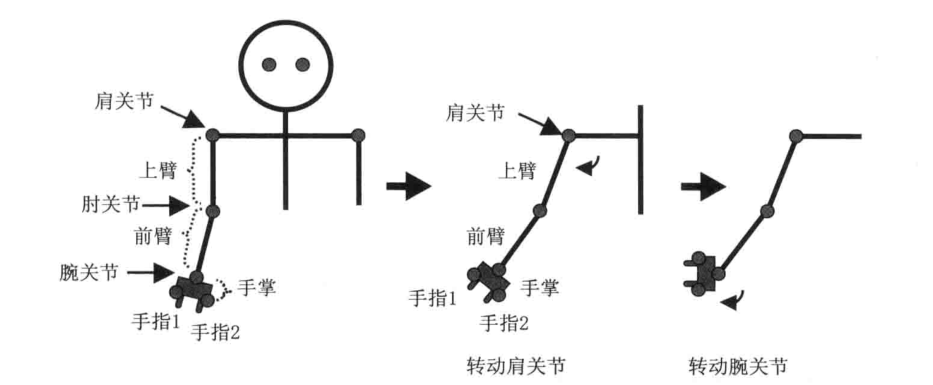 肩关节
上臂
肘关节
前臂
腕关节
手掌
手指1
手指2
肩关节
上臂
前臂
手指1
手掌
手指2
转动肩关节
转动腕关节